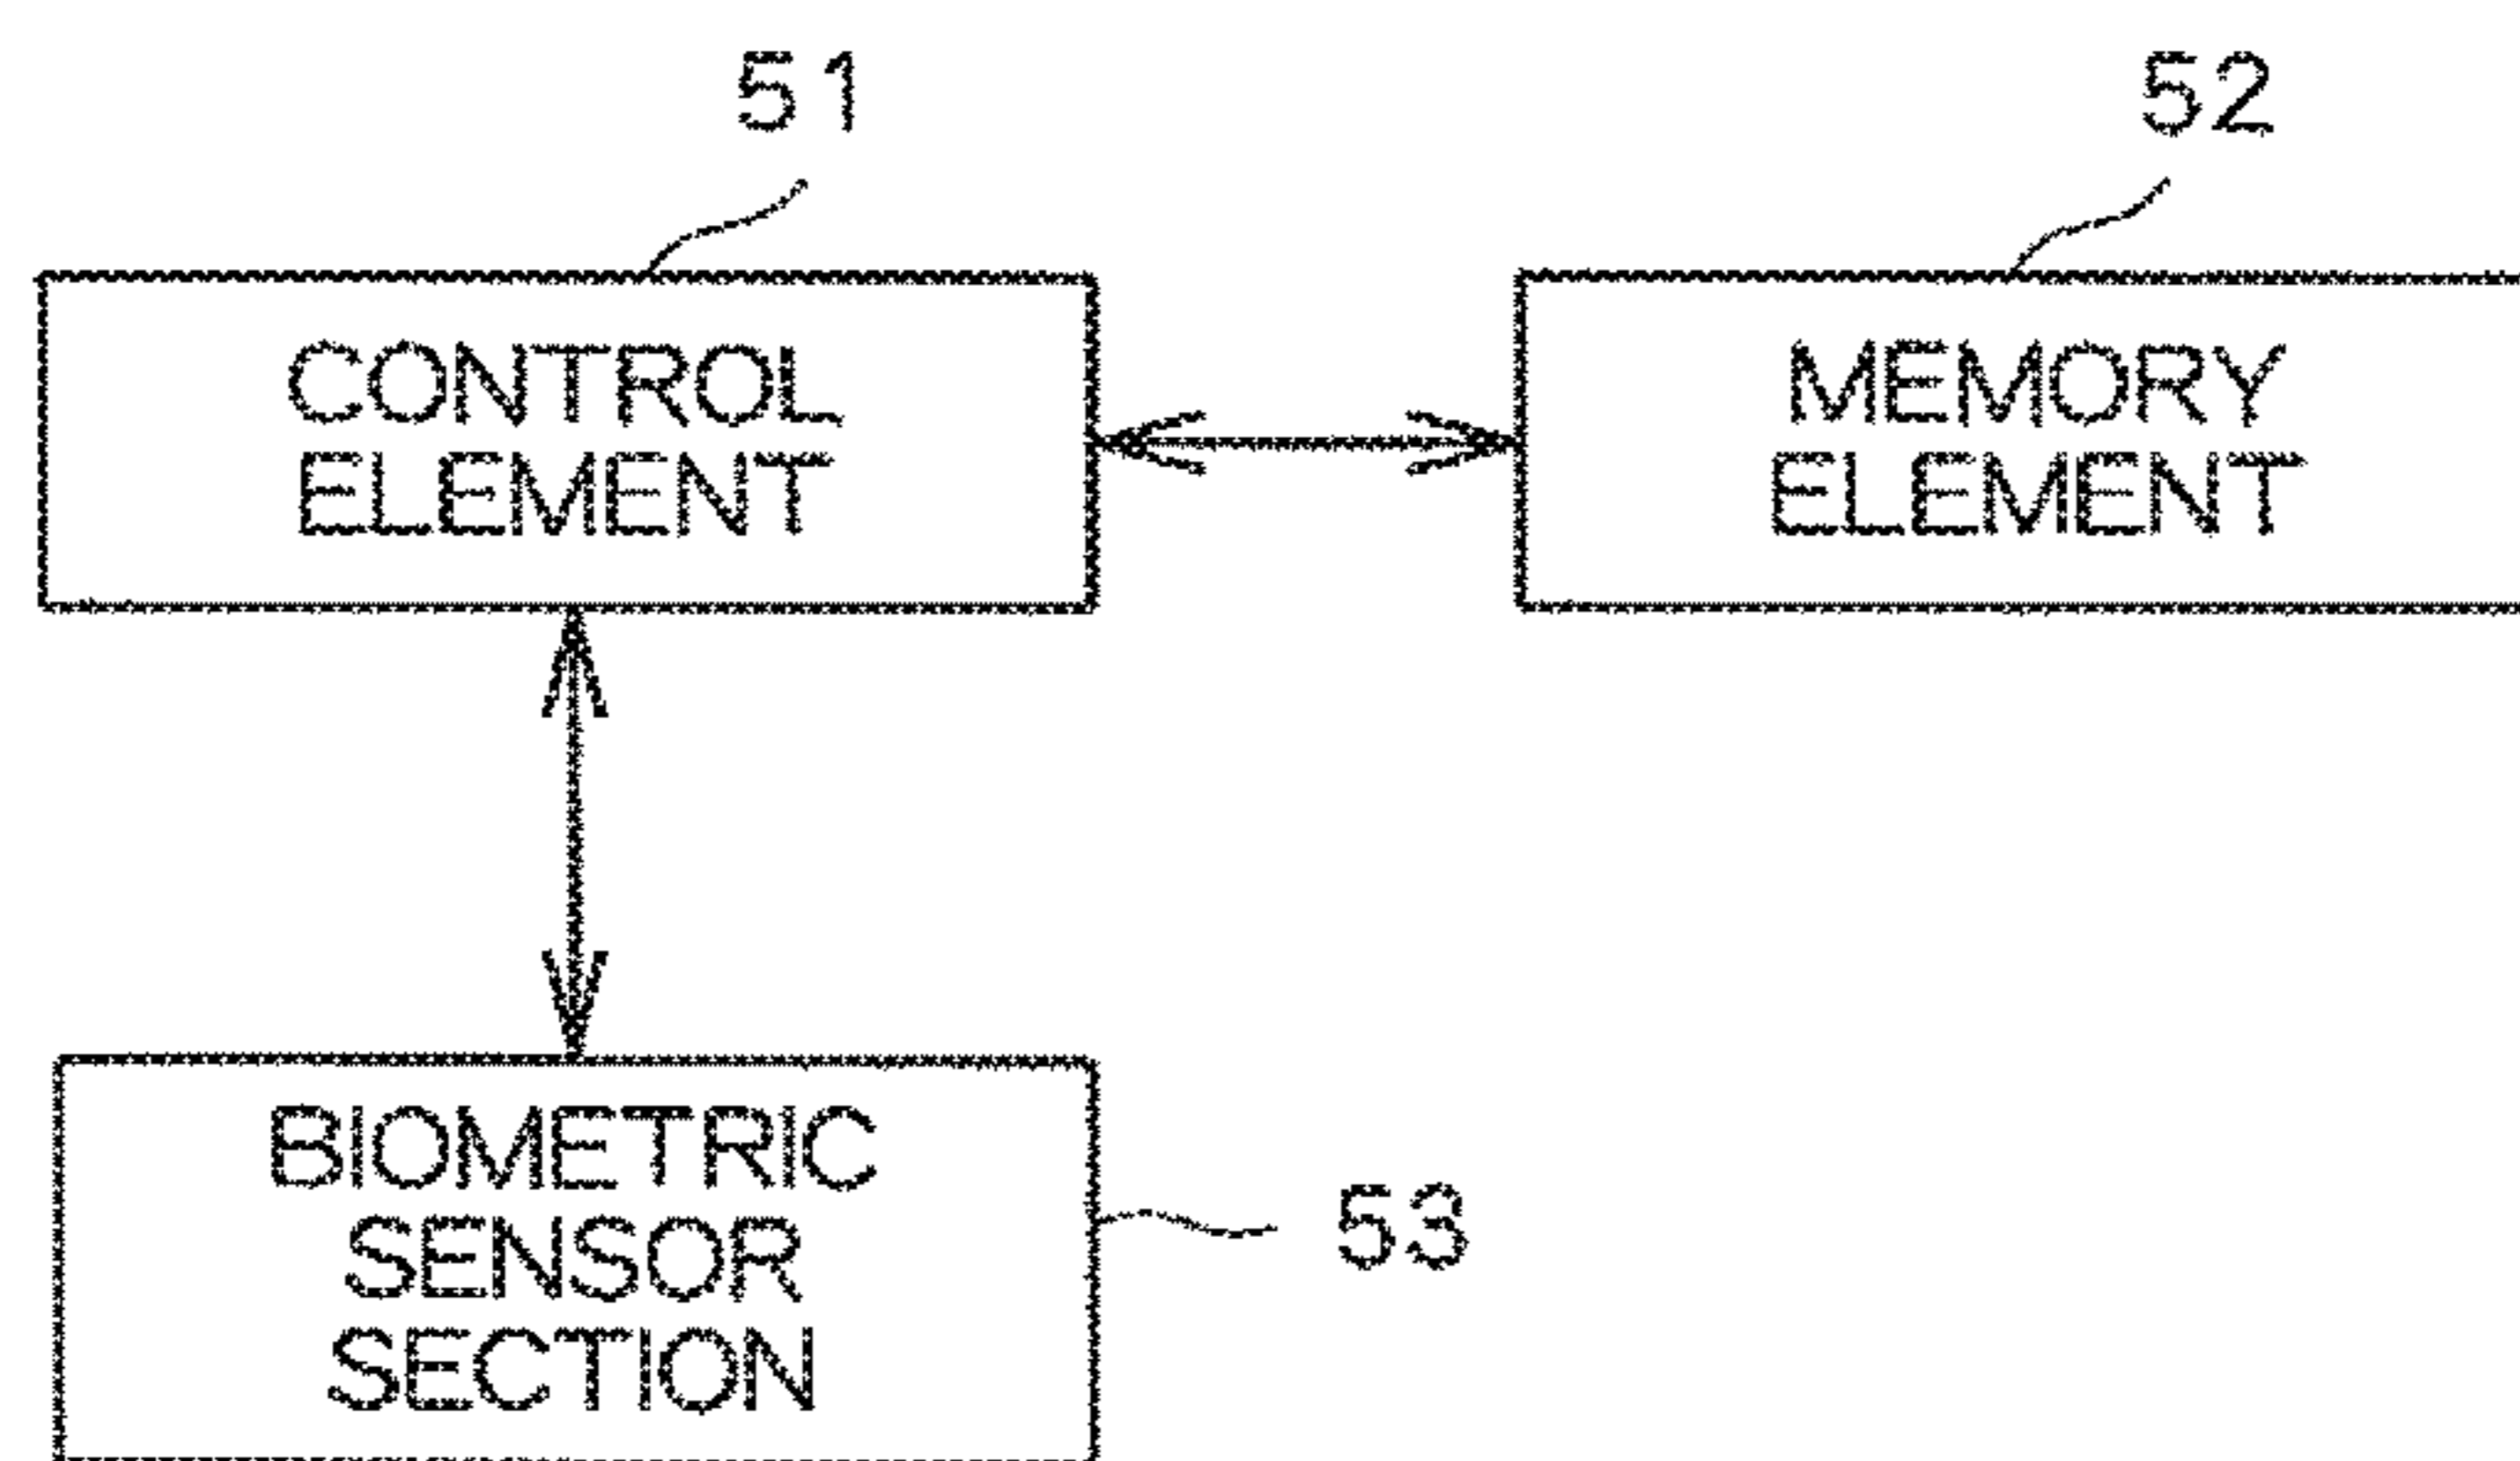 51
52
CONTROL
ELEMENT
MEMORY
ELEMENT
BIOMETRIC
SENSOR
SECTION
53